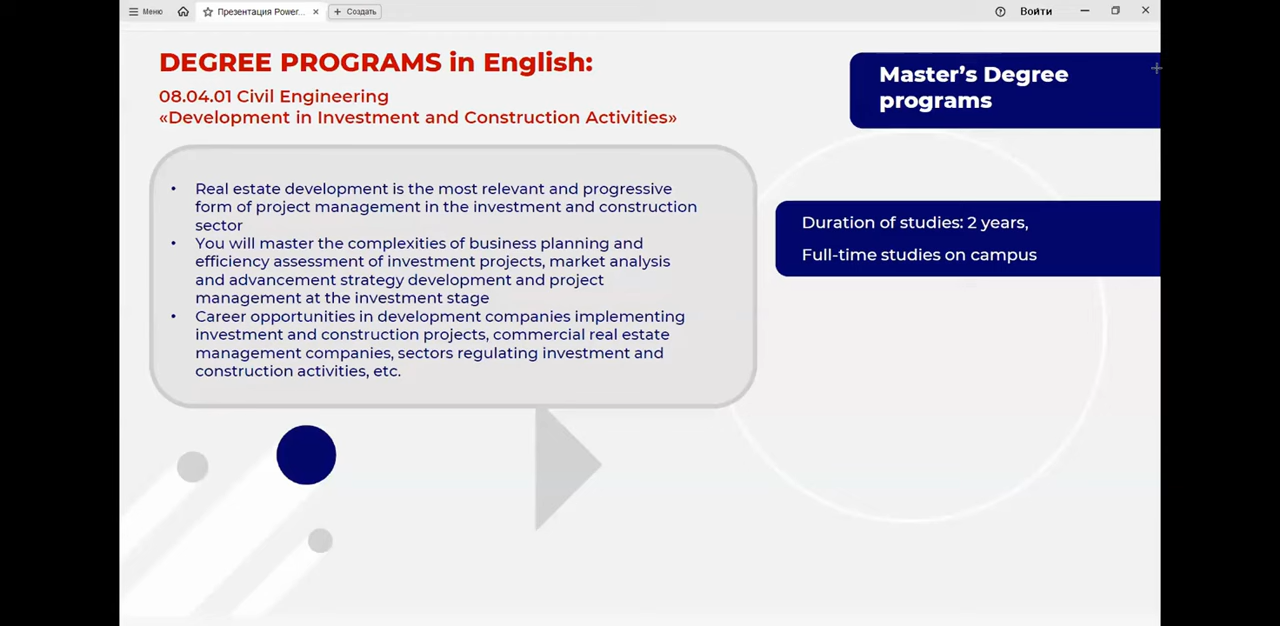 Меню
Презентация Power...
Создать
Войти
DEGREE PROGRAMS in English:
08.04.01 Civil Engineering
«Development in Investment and Construction Activities»
Master's Degree
programs
• Real estate development is the most relevant and progressive
form of project management in the investment and construction
sector
• You will master the complexities of business planning and
efficiency assessment of investment projects, market analysis
and advancement strategy development and project
management at the investment stage
• Career opportunities in development companies implementing
investment and construction projects, commercial real estate
management companies, sectors regulating investment and
construction activities, etc.
Duration of studies: 2 years,
Full-time studies on campus